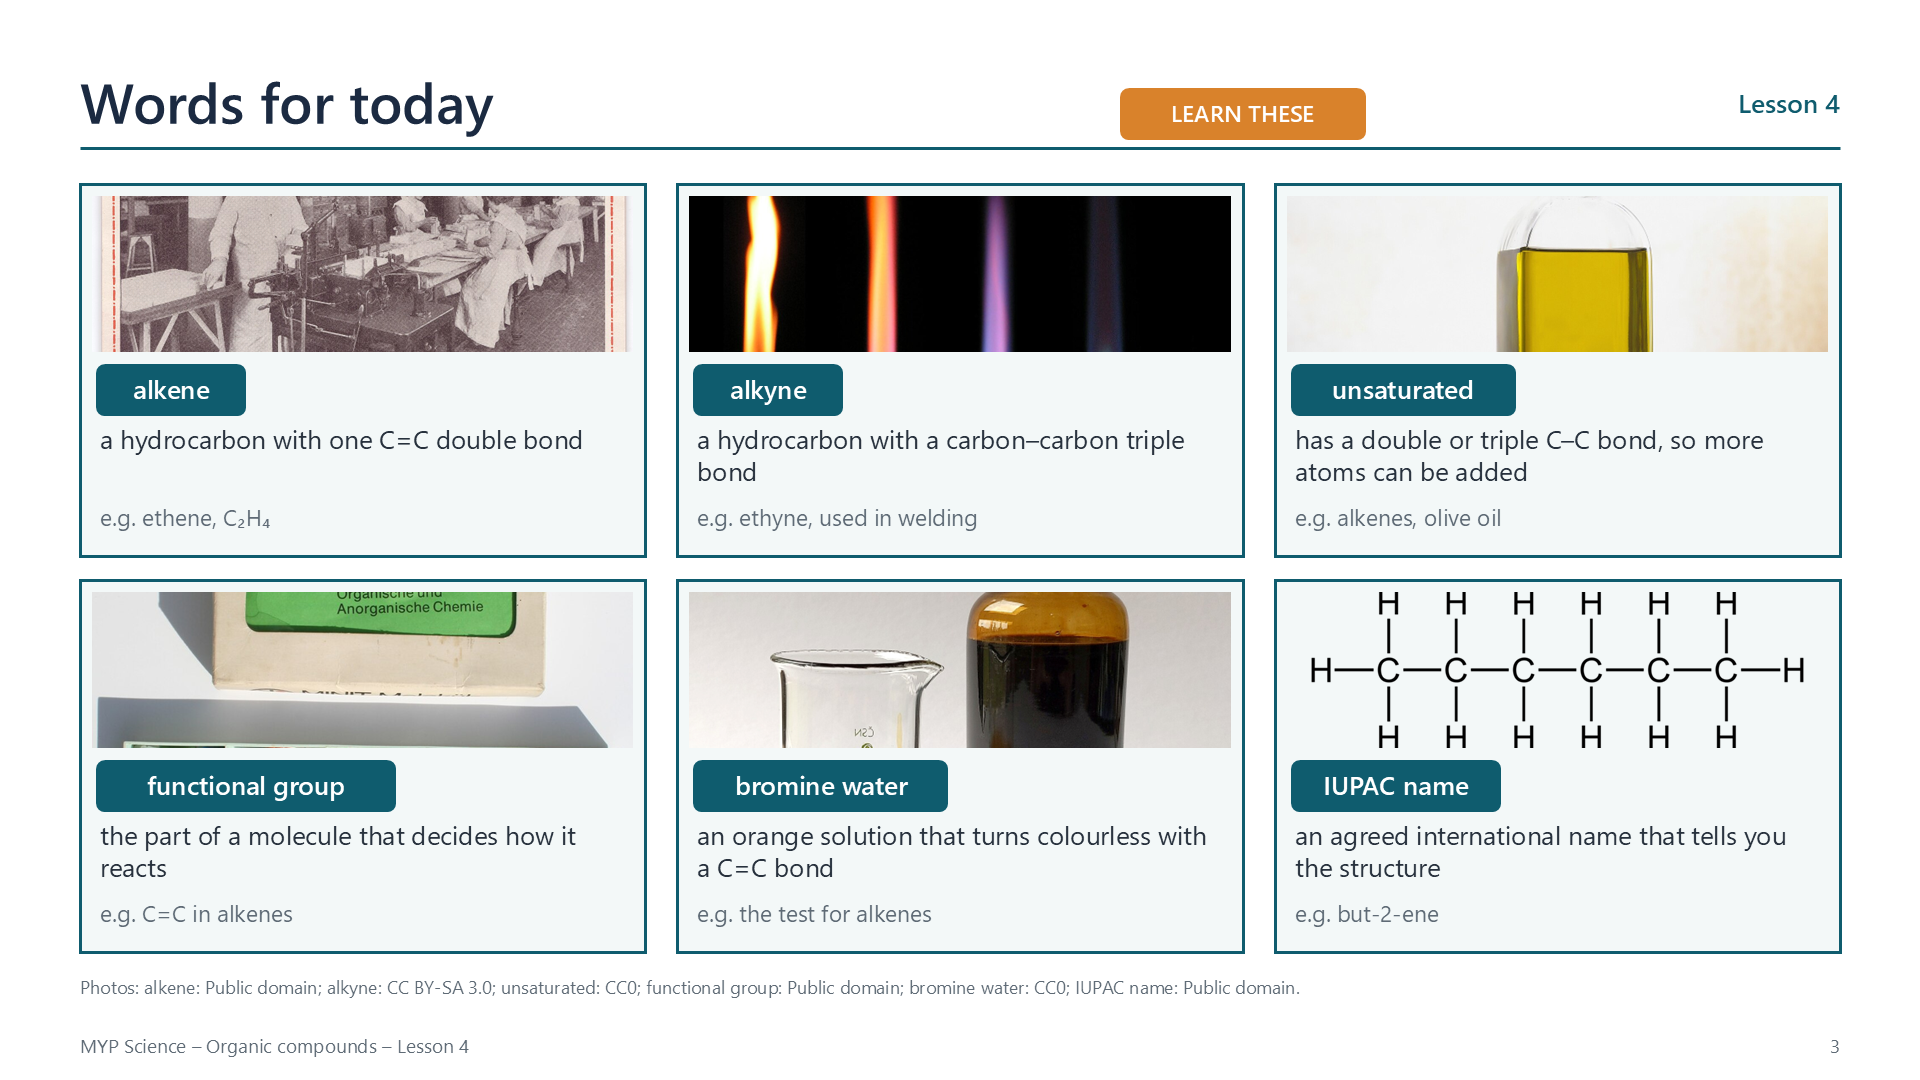 Words for today
LEARN THESE
Lesson 4
alkene
a hydrocarbon with one C=C double bond
e.g. ethene, C₂H₄
alkyne
a hydrocarbon with a carbon–carbon triple
bond
e.g. ethyne, used in welding
unsaturated
has a double or triple C–C bond, so more
atoms can be added
e.g. alkenes, olive oil
Organische und
Anorganische Chemie
functional group
the part of a molecule that decides how it
reacts
e.g. C=C in alkenes
bromine water
an orange solution that turns colourless with
a C=C bond
e.g. the test for alkenes
H H H H H H
H C C C C C C H
H H H H H H
IUPAC name
an agreed international name that tells you
the structure
e.g. but-2-ene
Photos: alkene: Public domain; alkyne: CC BY-SA 3.0; unsaturated: CC0; functional group: Public domain; bromine water: CC0; IUPAC name: Public domain.
MYP Science – Organic compounds – Lesson 4
3